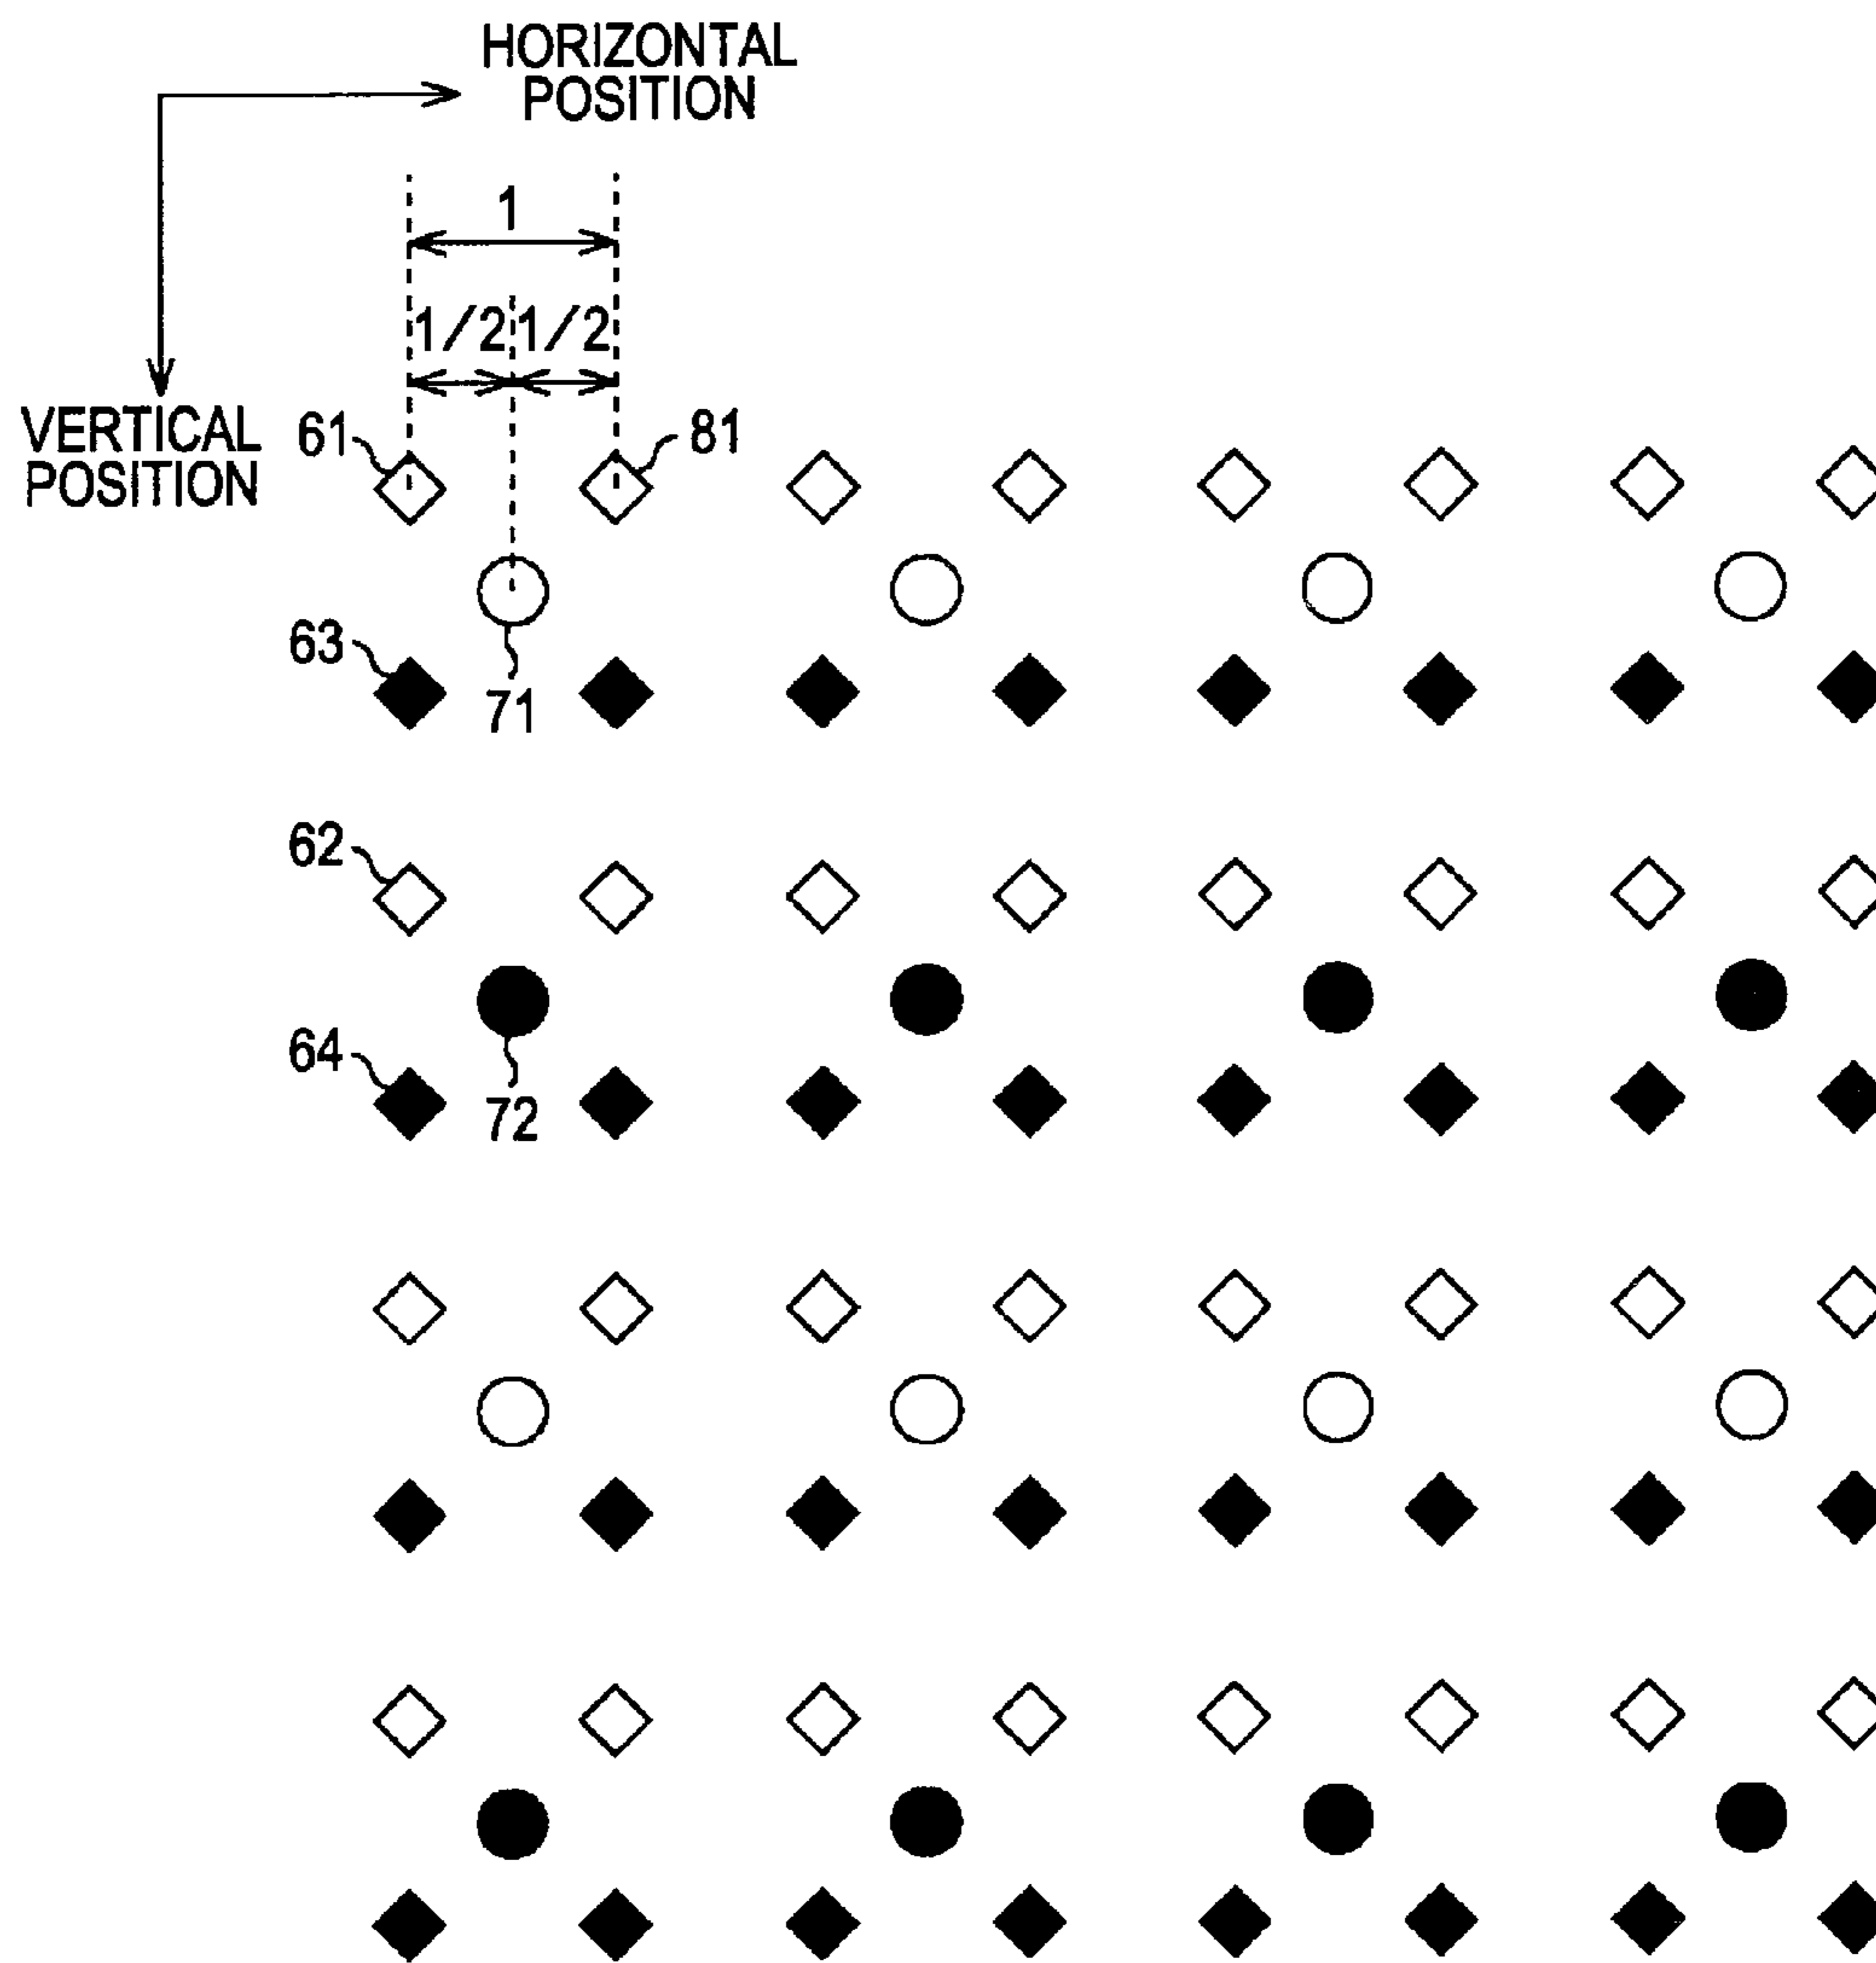 HORIZONTAL
POSITION
1
1/2 1/2
VERTICAL
POSITION
61
81
63
71
62
64
72